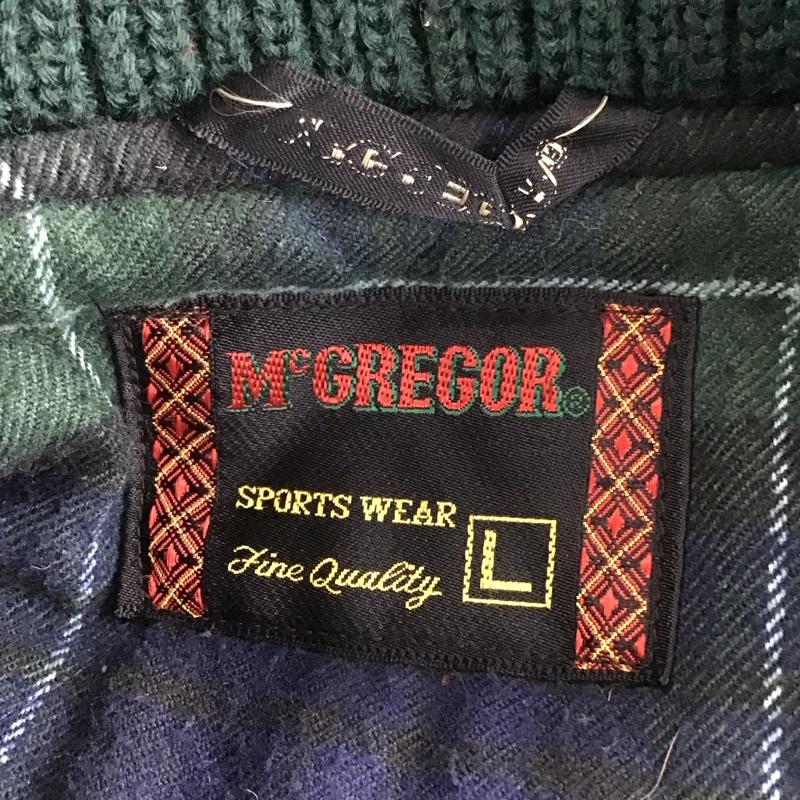 McGREGOR®
SPORTS WEAR
L
Fine Quality